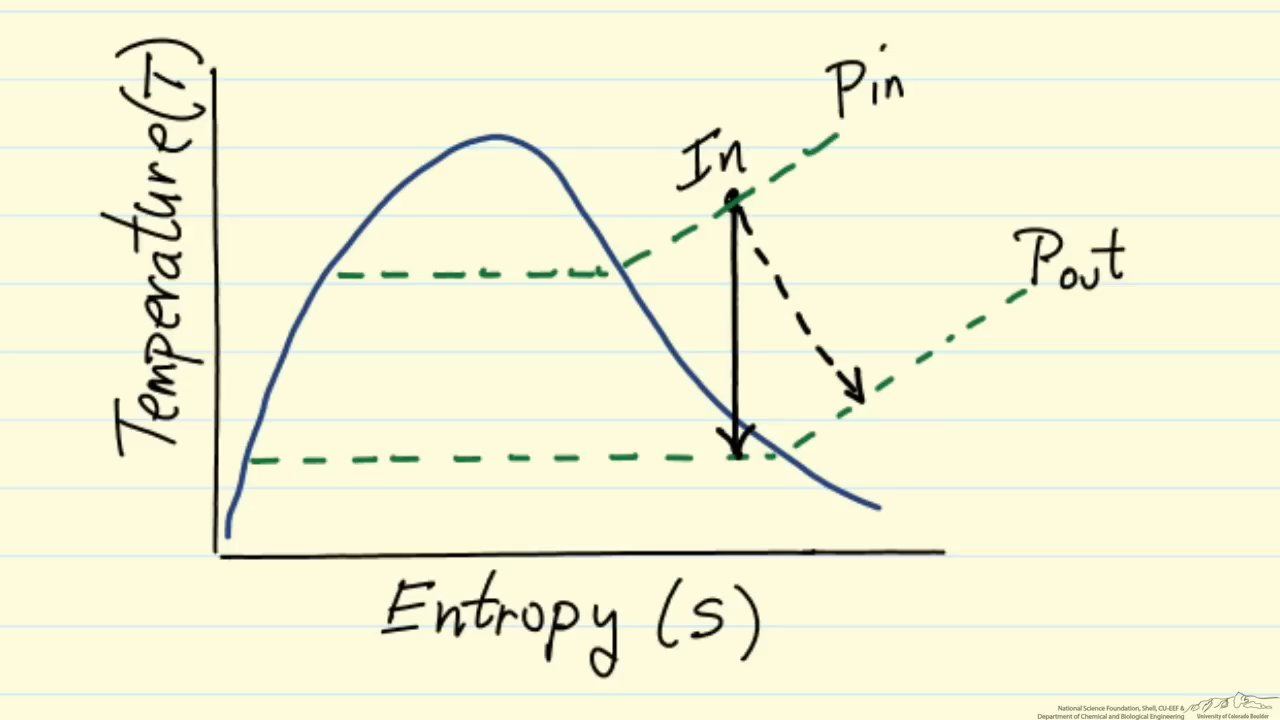 Temperature(T)
Pin
In
Pout
Entropy (S)
National Science Foundation, Shell, CU-EEF &
Department of Chemical and Biological Engineering
University of Colorado Boulder